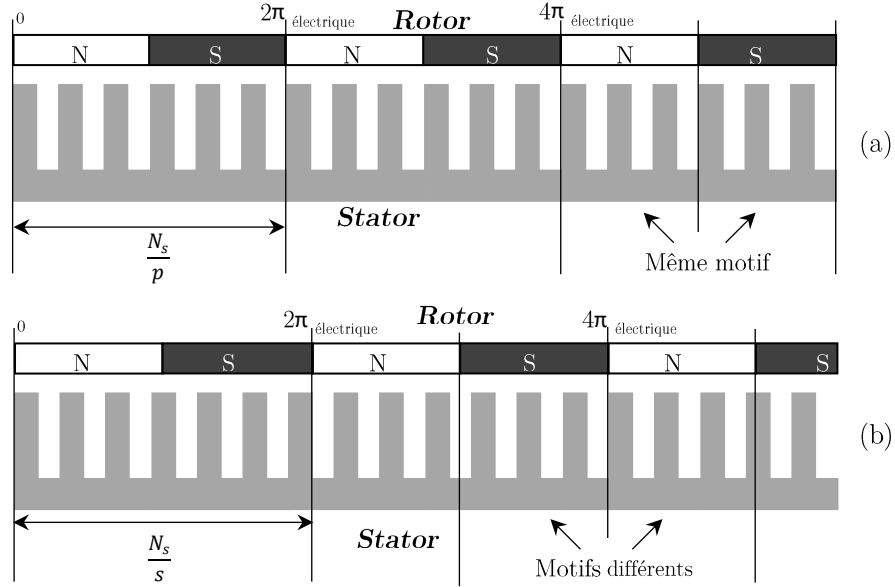 0
2π électrique
Rotor
4π électrique
N S N S N S
(a)
Stator
N_s
p
Même motif
0
2π électrique
Rotor
4π électrique
N S N S N S
(b)
N_s
s
Stator
Motifs différents